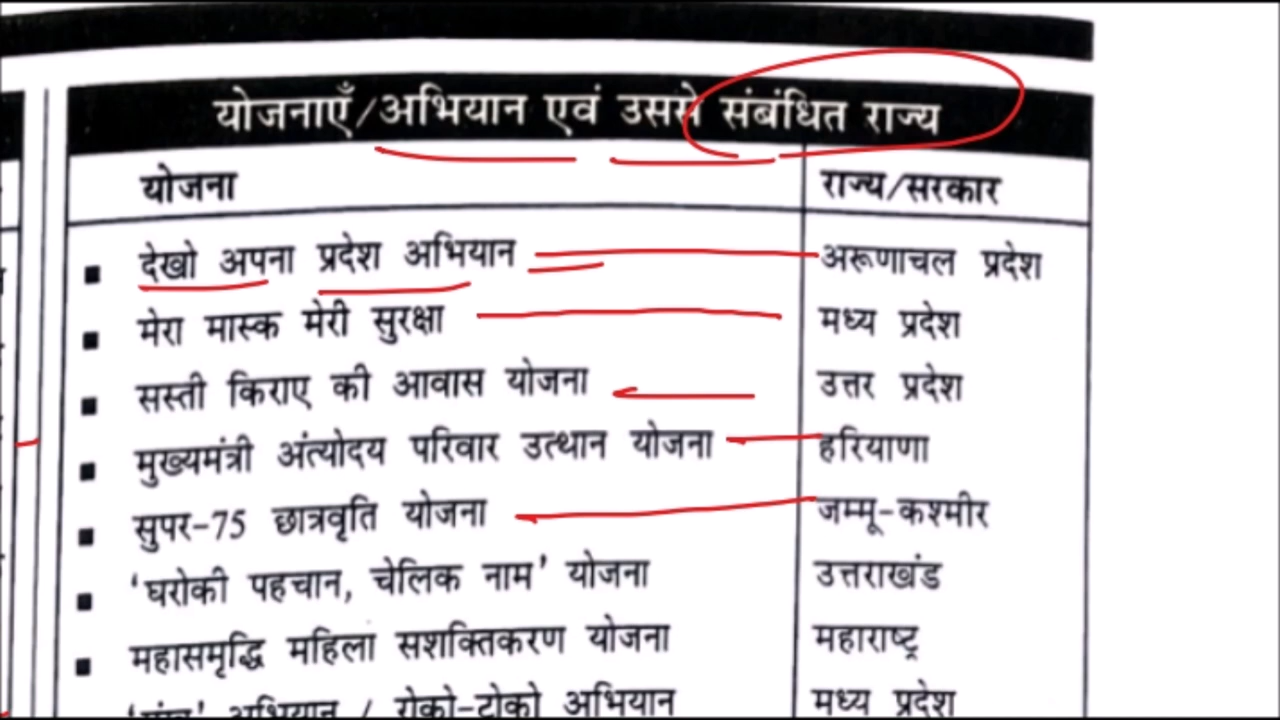 योजनाएँ/अभियान एवं उससे संबंधित राज्य
योजना राज्य/सरकार
▪ देखो अपना प्रदेश अभियान अरूणाचल प्रदेश
▪ मेरा मास्क मेरी सुरक्षा मध्य प्रदेश
▪ सस्ती किराए की आवास योजना उत्तर प्रदेश
▪ मुख्यमंत्री अंत्योदय परिवार उत्थान योजना हरियाणा
▪ सुपर-75 छात्रवृति योजना जम्मू-कश्मीर
▪ 'घरोकी पहचान, चेलिक नाम' योजना उत्तराखंड
▪ महासमृद्धि महिला सशक्तिकरण योजना महाराष्ट्र
अभियान / रोको-टोको अभियान मध्य प्रदेश